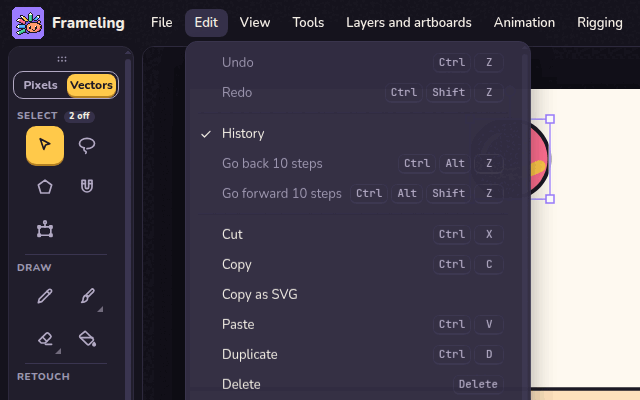 Frameling File Edit View Tools Layers and artboards Animation Rigging
Pixels Vectors
SELECT 2 off
DRAW
RETOUCH
Undo Ctrl Z
Redo Ctrl Shift Z
History
Go back 10 steps Ctrl Alt Z
Go forward 10 steps Ctrl Alt Shift Z
Cut Ctrl X
Copy Ctrl C
Copy as SVG
Paste Ctrl V
Duplicate Ctrl D
Delete Delete